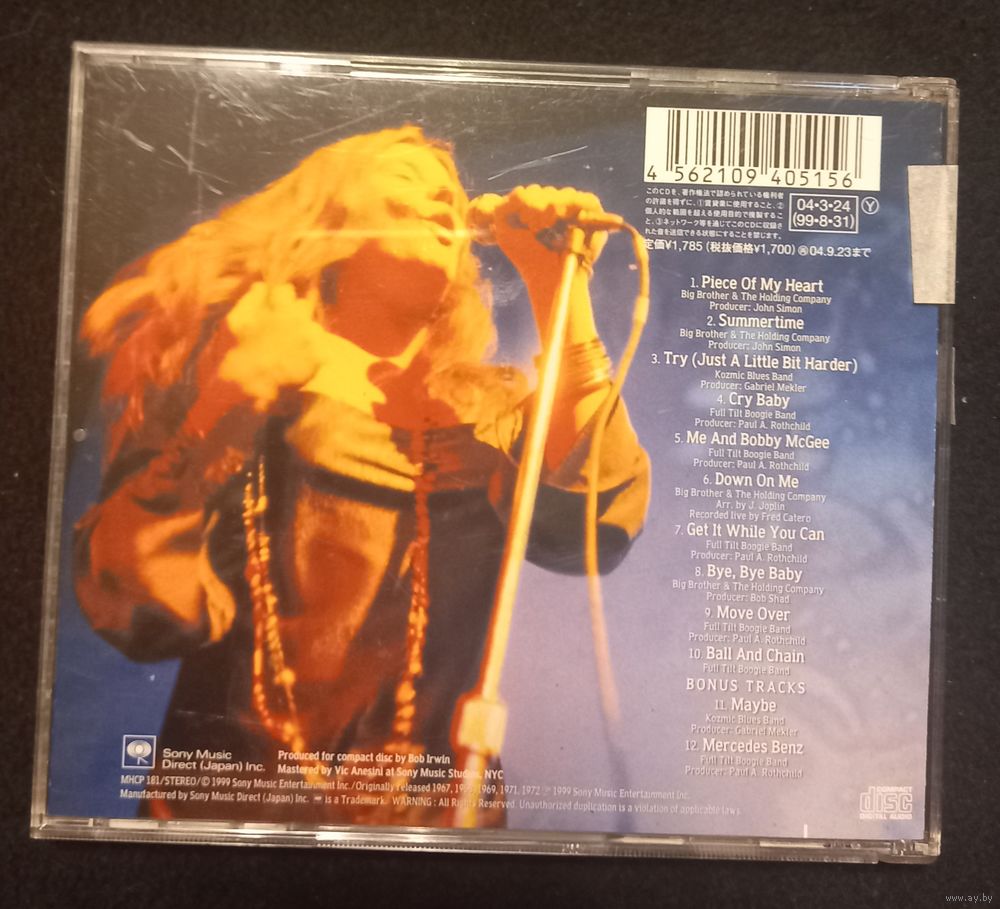 4 562109 405156
このCDを、著作権法で認められている権利者
の許諾を得ずに、①賃貸業に使用すること、②
個人的な範囲を超える使用目的で複製するこ
と、③ネットワーク等を通じてこのCDに収録さ
れた音を送信できる状態にすることを禁じます。
04・3・24
(99・8・31)
Y
定価¥1,785 (税抜価格¥1,700) 04.9.23まで
1. Piece Of My Heart
Big Brother & The Holding Company
Producer: John Simon
2. Summertime
Big Brother & The Holding Company
Producer: John Simon
3. Try (Just A Little Bit Harder)
Kozmic Blues Band
Producer: Gabriel Mekler
4. Cry Baby
Full Tilt Boogie Band
Producer: Paul A. Rothchild
5. Me And Bobby McGee
Full Tilt Boogie Band
Producer: Paul A. Rothchild
6. Down On Me
Big Brother & The Holding Company
Arr. by J. Joplin
Recorded live by Fred Catero
7. Get It While You Can
Full Tilt Boogie Band
Producer: Paul A. Rothchild
8. Bye, Bye Baby
Big Brother & The Holding Company
Producer: Bob Shad
9. Move Over
Full Tilt Boogie Band
Producer: Paul A. Rothchild
10. Ball And Chain
Full Tilt Boogie Band
BONUS TRACKS
11. Maybe
Kozmic Blues Band
Producer: Gabriel Mekler
12. Mercedes Benz
Full Tilt Boogie Band
Producer: Paul A. Rothchild
Sony Music
Direct (Japan) Inc.
Produced for compact disc by Bob Irwin
Mastered by Vic Anesini at Sony Music Studios, NYC
MHCP 181/STEREO/© 1999 Sony Music Entertainment Inc./Originally Released 1967, 1969, 1971, 1972 ℗ 1999 Sony Music Entertainment Inc.
Manufactured by Sony Music Direct (Japan) Inc. is a Trademark. WARNING: All Rights Reserved. Unauthorized duplication is a violation of applicable laws.
COMPACT
disc
DIGITAL AUDIO
www.ay.by